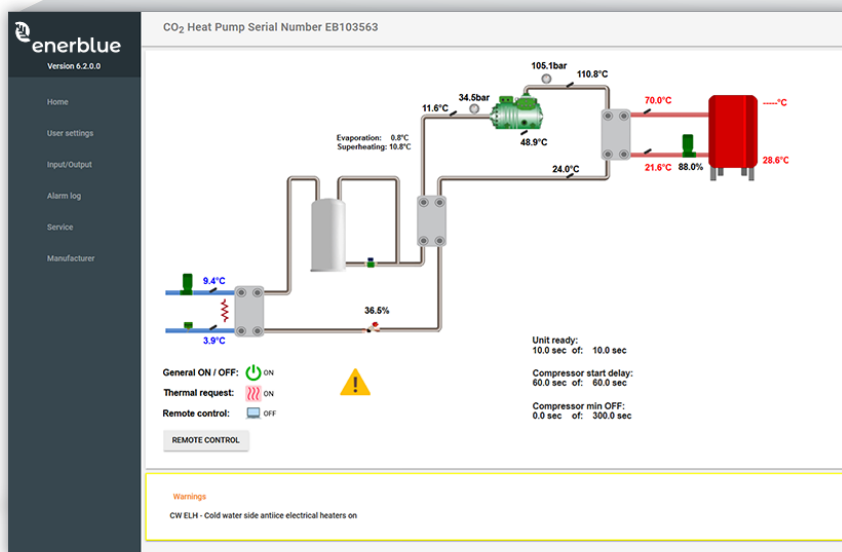 enerblue
Version 6.2.0.0
Home
User settings
Input/Output
Alarm log
Service
Manufacturer
CO₂ Heat Pump Serial Number EB103563
105.1bar
110.8°C
34.5bar
11.6°C
70.0°C
-----°C
Evaporation: 0.8°C
Superheating: 10.8°C
48.9°C
24.0°C
21.6°C
88.0%
28.6°C
9.4°C
36.5%
3.9°C
Unit ready:
10.0 sec of: 10.0 sec
Compressor start delay:
60.0 sec of: 60.0 sec
Compressor min OFF:
0.0 sec of: 300.0 sec
General ON / OFF: ON
Thermal request: ON
Remote control: OFF
REMOTE CONTROL
Warnings
CW ELH - Cold water side antiice electrical heaters on